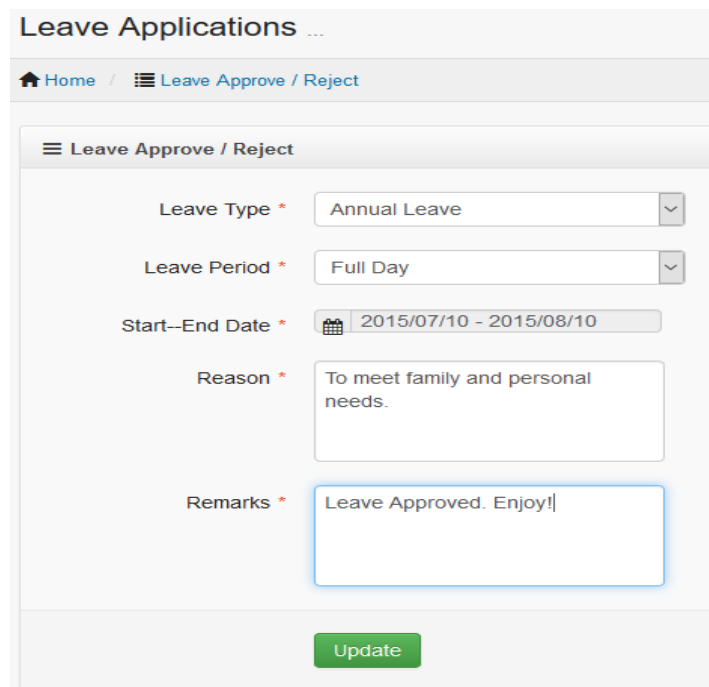 Leave Applications ...
Home / Leave Approve / Reject
Leave Approve / Reject
Leave Type * Annual Leave
Leave Period * Full Day
Start--End Date * 2015/07/10 - 2015/08/10
Reason * To meet family and personal
needs.
Remarks * Leave Approved. Enjoy!
Update